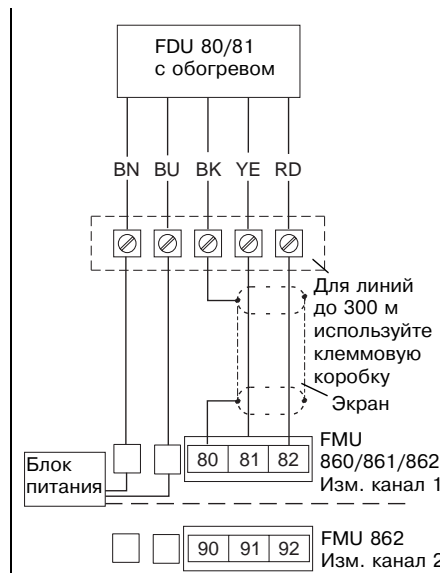 FDU 80/81
с обогревом
BN BU BK YE RD
Для линий
до 300 м
используйте
клеммовую
коробку
Экран
FMU
860/861/862
Изм. канал 1
80 81 82
Блок
питания
FMU 862
Изм. канал 2
90 91 92